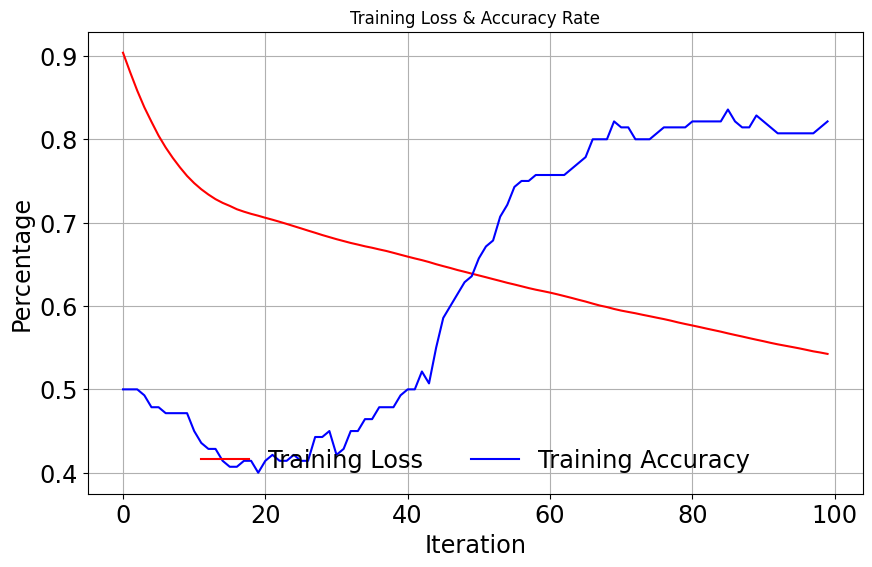 Training Loss & Accuracy Rate
0.9
0.8
0.7
0.6
0.5
0.4
Percentage
Training Loss Training Accuracy
0 20 40 60 80 100
Iteration